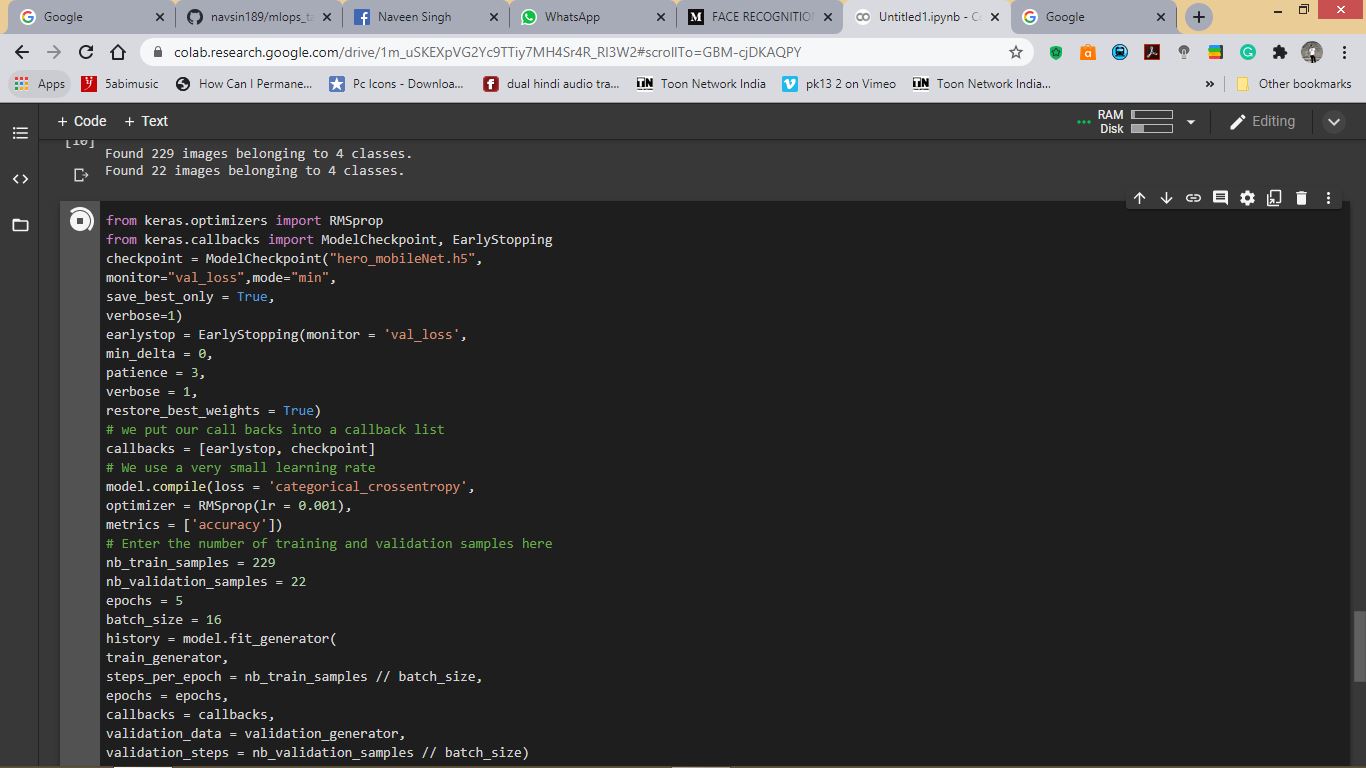 Google
navsin189/mlops_ta
Naveen Singh
WhatsApp
FACE RECOGNITIO
Untitled1.ipynb - Co
Google
colab.research.google.com/drive/1m_uSKEXpVG2Yc9TTiy7MH4Sr4R_RI3W2#scrollTo=GBM-cjDKAQPY
Apps
5abimusic
How Can I Permane...
Pc Icons - Downloa...
dual hindi audio tra...
Toon Network India
pk13 2 on Vimeo
Toon Network India...
»
Other bookmarks
+ Code + Text
RAM
Disk
Editing
[10]
Found 229 images belonging to 4 classes.
Found 22 images belonging to 4 classes.
from keras.optimizers import RMSprop
from keras.callbacks import ModelCheckpoint, EarlyStopping
checkpoint = ModelCheckpoint("hero_mobileNet.h5",
monitor="val_loss",mode="min",
save_best_only = True,
verbose=1)
earlystop = EarlyStopping(monitor = 'val_loss',
min_delta = 0,
patience = 3,
verbose = 1,
restore_best_weights = True)
# we put our call backs into a callback list
callbacks = [earlystop, checkpoint]
# We use a very small learning rate
model.compile(loss = 'categorical_crossentropy',
optimizer = RMSprop(lr = 0.001),
metrics = ['accuracy'])
# Enter the number of training and validation samples here
nb_train_samples = 229
nb_validation_samples = 22
epochs = 5
batch_size = 16
history = model.fit_generator(
train_generator,
steps_per_epoch = nb_train_samples // batch_size,
epochs = epochs,
callbacks = callbacks,
validation_data = validation_generator,
validation_steps = nb_validation_samples // batch_size)